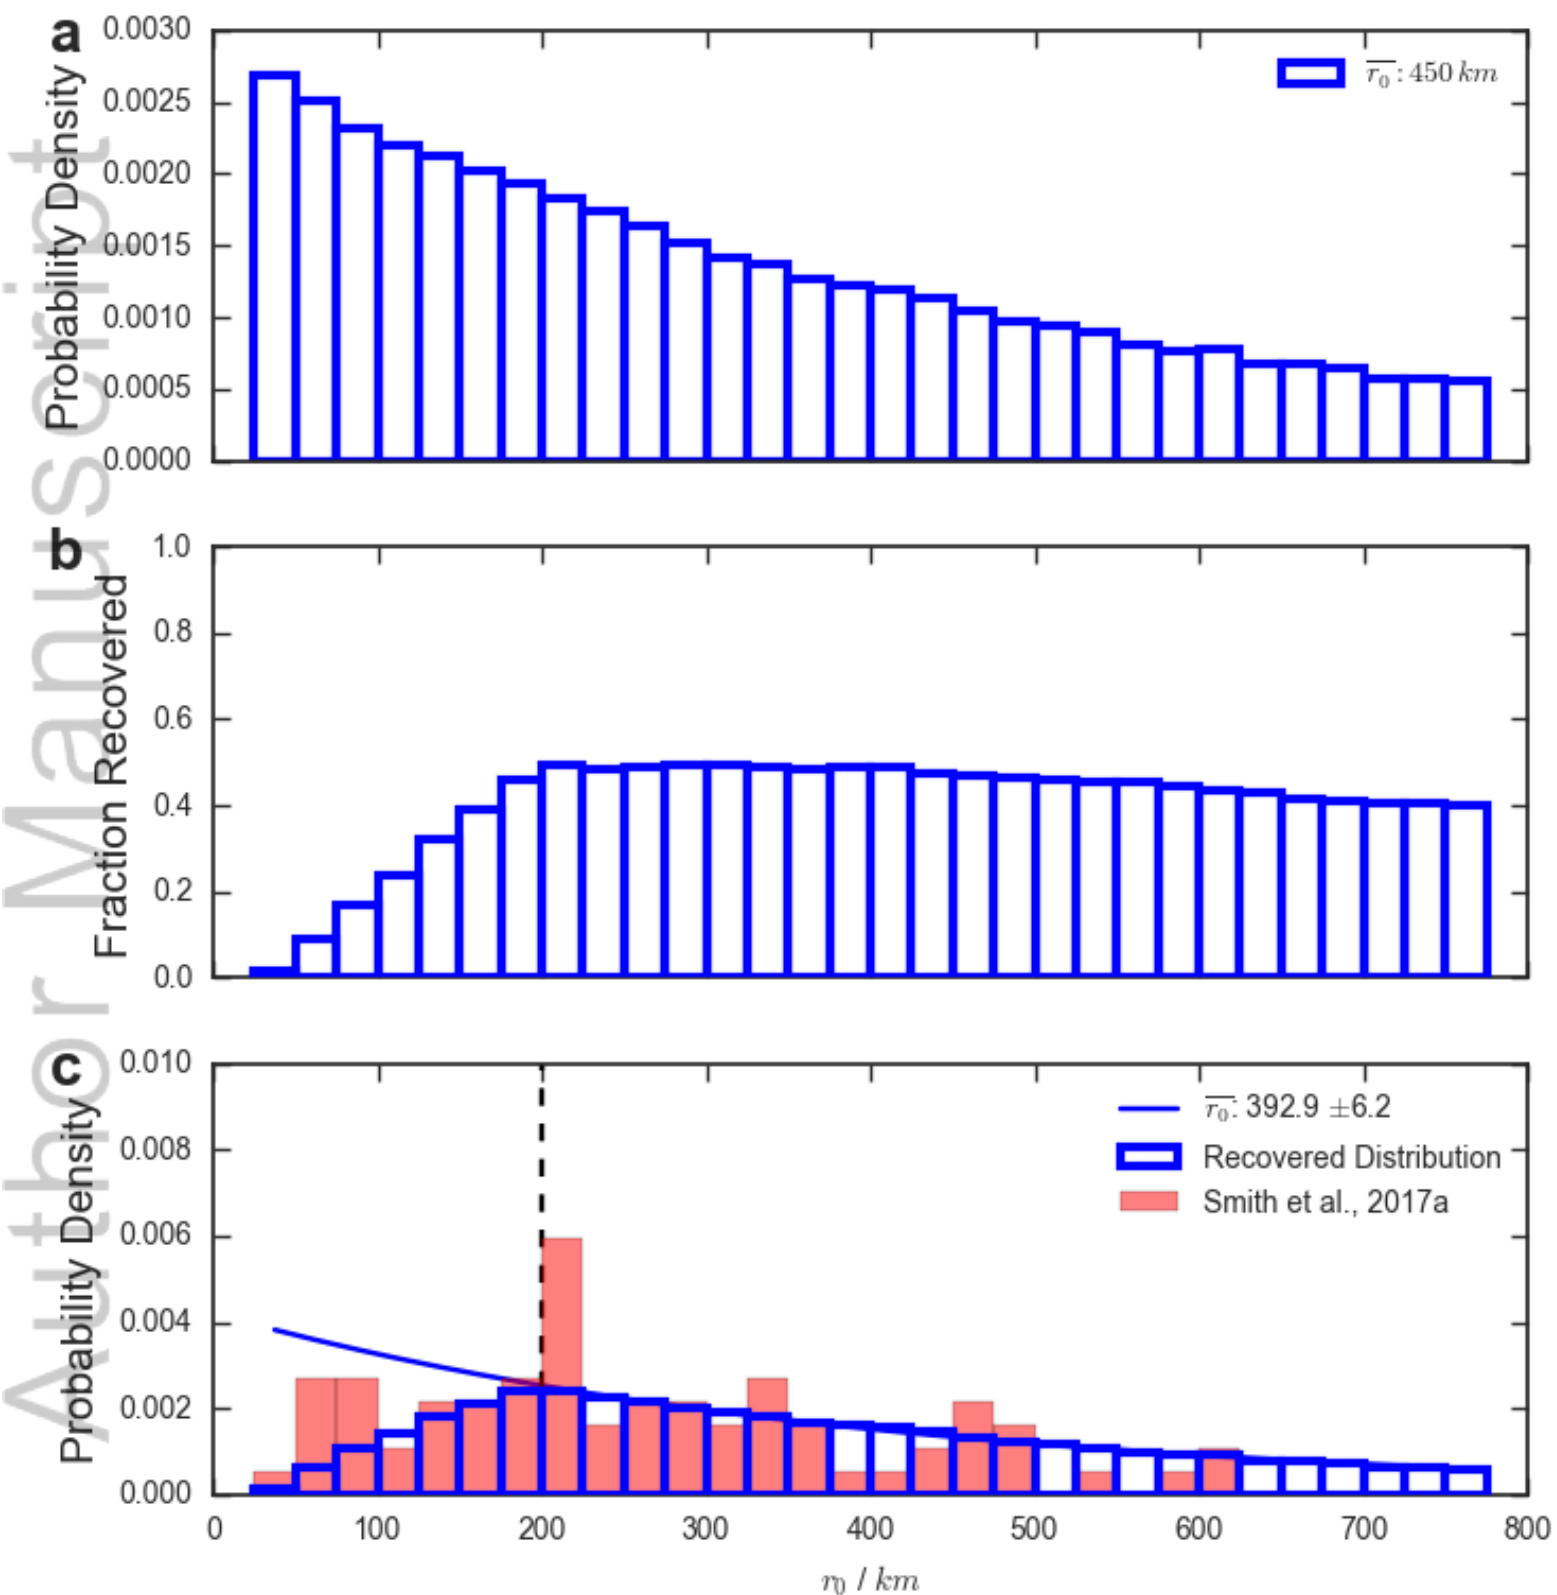 Author Manuscript
a
Probability Density
0.0030
0.0025
0.0020
0.0015
0.0010
0.0005
0.0000
r̅₀: 450 km
b
Fraction Recovered
1.0
0.8
0.6
0.4
0.2
0.0
c
Probability Density
0.010
0.008
0.006
0.004
0.002
0.000
r̅₀: 392.9 ±6.2
Recovered Distribution
Smith et al., 2017a
0 100 200 300 400 500 600 700 800
r₀ / km